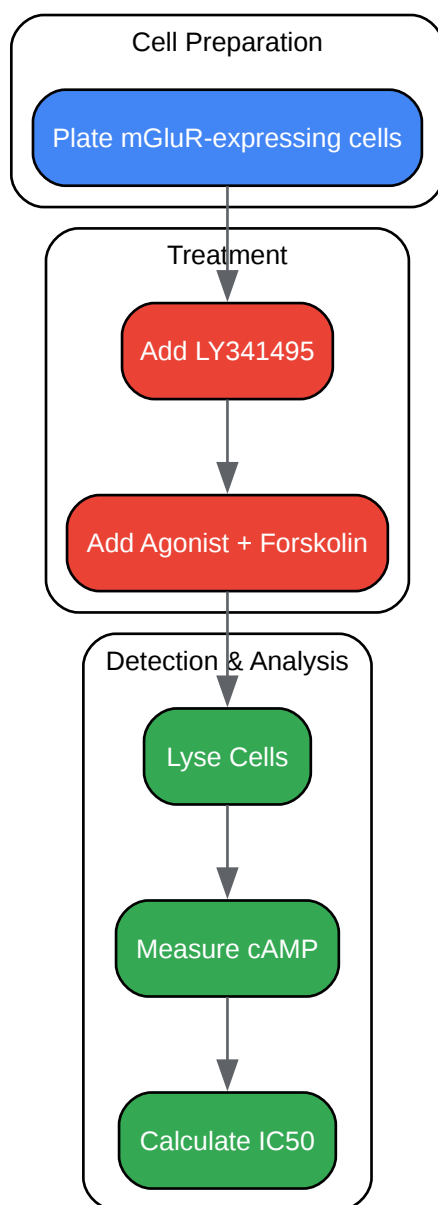 Cell Preparation
Plate mGluR-expressing cells
Treatment
Add LY341495
Add Agonist + Forskolin
Detection & Analysis
Lyse Cells
Measure cAMP
Calculate IC50